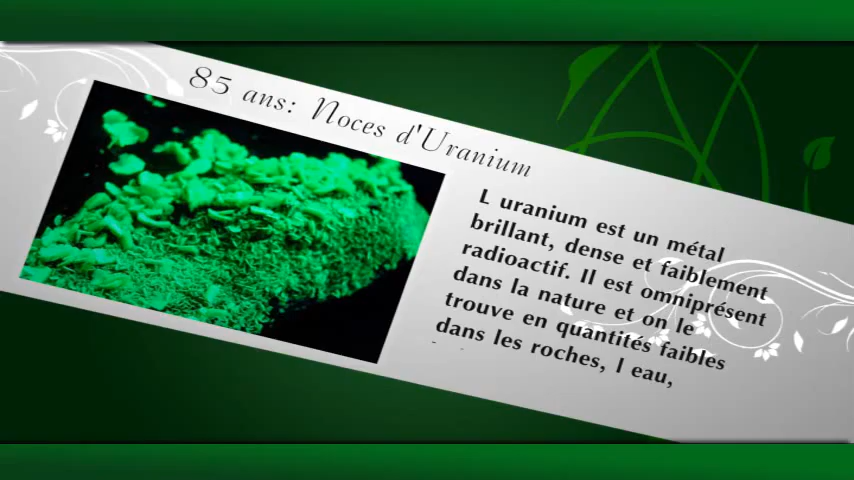 85 ans: Noces d'Uranium
L uranium est un métal
brillant, dense et faiblement
radioactif. Il est omniprésent
dans la nature et on le
trouve en quantités faibles
dans les roches, l eau,